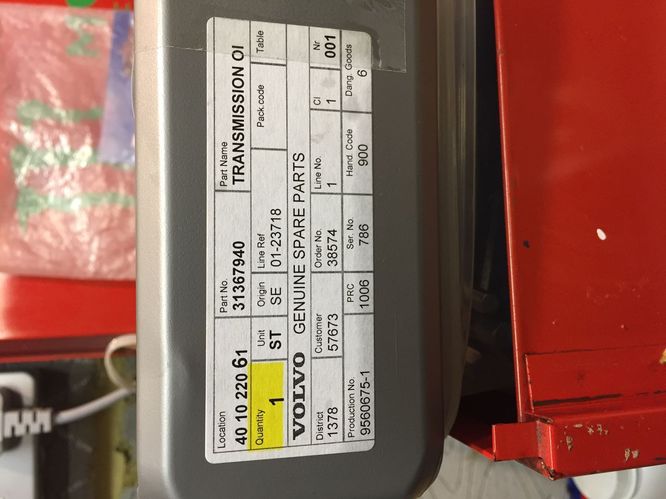 Location Part No. Part Name
40 10 220 61 31367940 TRANSMISSION OI
Quantity Unit Origin Line Ref Pack.code Table
1 ST SE 01-23718
VOLVO GENUINE SPARE PARTS
District Customer Order No. Line No. Cl Nr
1378 57673 38574 1 1 001
Production No. PRC Ser. No. Hand. Code Dang. Goods
9560675-1 1006 786 900 6